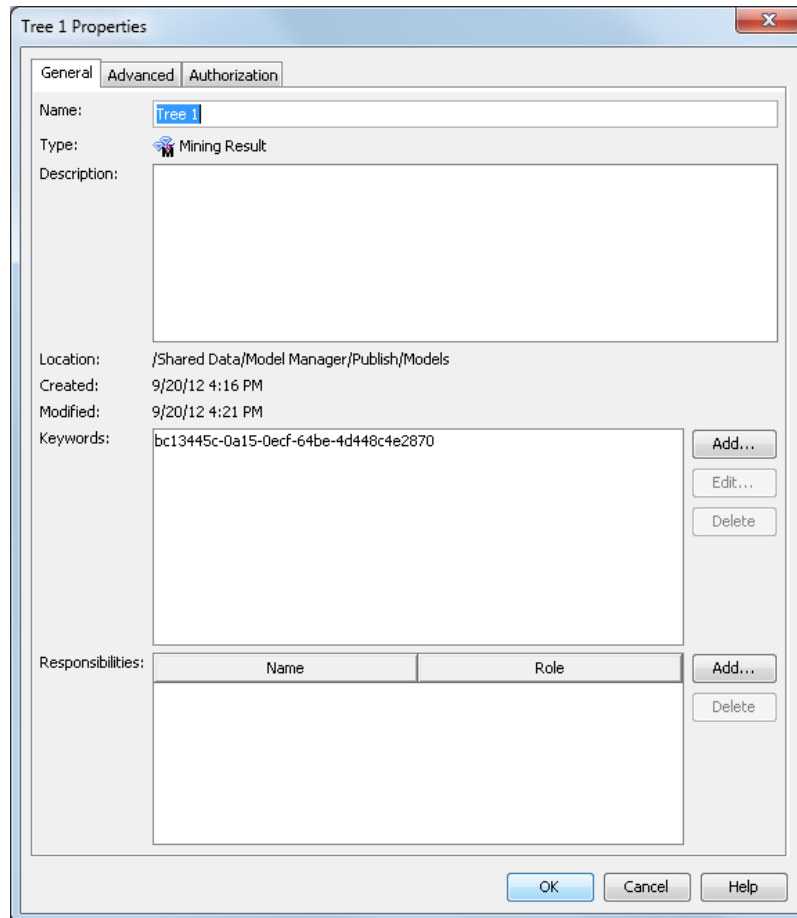 Tree 1 Properties
General Advanced Authorization
Name: Tree 1
Type: Mining Result
Description:
Location: /Shared Data/Model Manager/Publish/Models
Created: 9/20/12 4:16 PM
Modified: 9/20/12 4:21 PM
Keywords: bc13445c-0a15-0ecf-64be-4d448c4e2870 Add...
Edit...
Delete
Responsibilities: Name Role Add...
Delete
OK Cancel Help